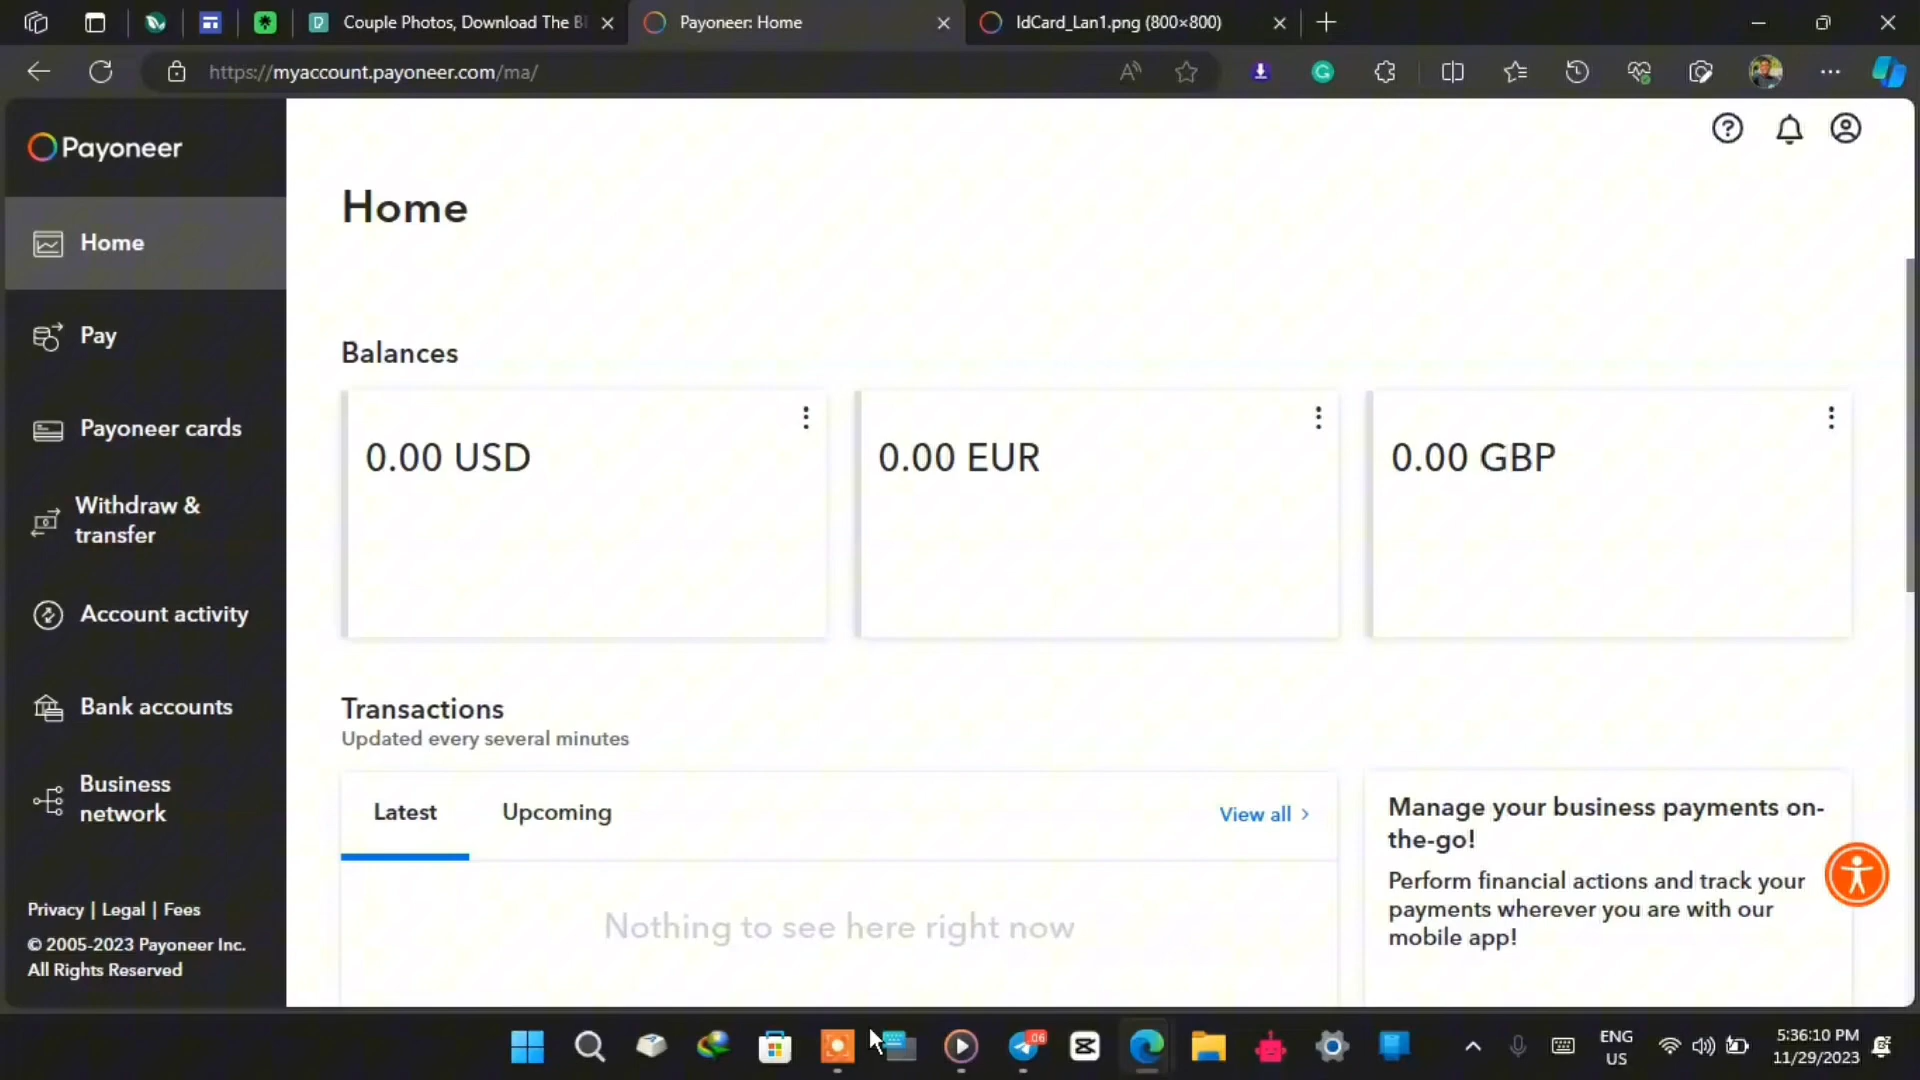 Couple Photos, Download The B
Payoneer: Home
IdCard_Lan1.png (800×800)
https://myaccount.payoneer.com/ma/
Payoneer
Home
Pay
Payoneer cards
Withdraw &
transfer
Account activity
Bank accounts
Business
network
Privacy | Legal | Fees
© 2005-2023 Payoneer Inc.
All Rights Reserved
Home
Balances
0.00 USD
0.00 EUR
0.00 GBP
Transactions
Updated every several minutes
Latest
Upcoming
View all >
Nothing to see here right now
Manage your business payments on-
the-go!
Perform financial actions and track your
payments wherever you are with our
mobile app!
06
ENG
US
5:36:10 PM
11/29/2023